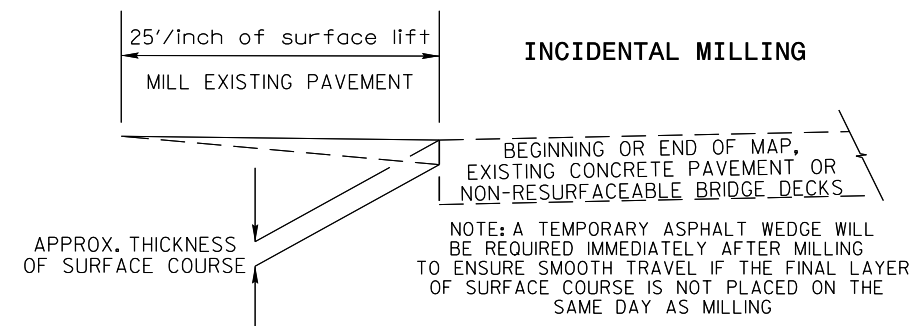 25'/inch of surface lift
INCIDENTAL MILLING
MILL EXISTING PAVEMENT
BEGINNING OR END OF MAP,
EXISTING CONCRETE PAVEMENT OR
NON-RESURFACEABLE BRIDGE DECKS
APPROX. THICKNESS
OF SURFACE COURSE
NOTE: A TEMPORARY ASPHALT WEDGE WILL
BE REQUIRED IMMEDIATELY AFTER MILLING
TO ENSURE SMOOTH TRAVEL IF THE FINAL LAYER
OF SURFACE COURSE IS NOT PLACED ON THE
SAME DAY AS MILLING